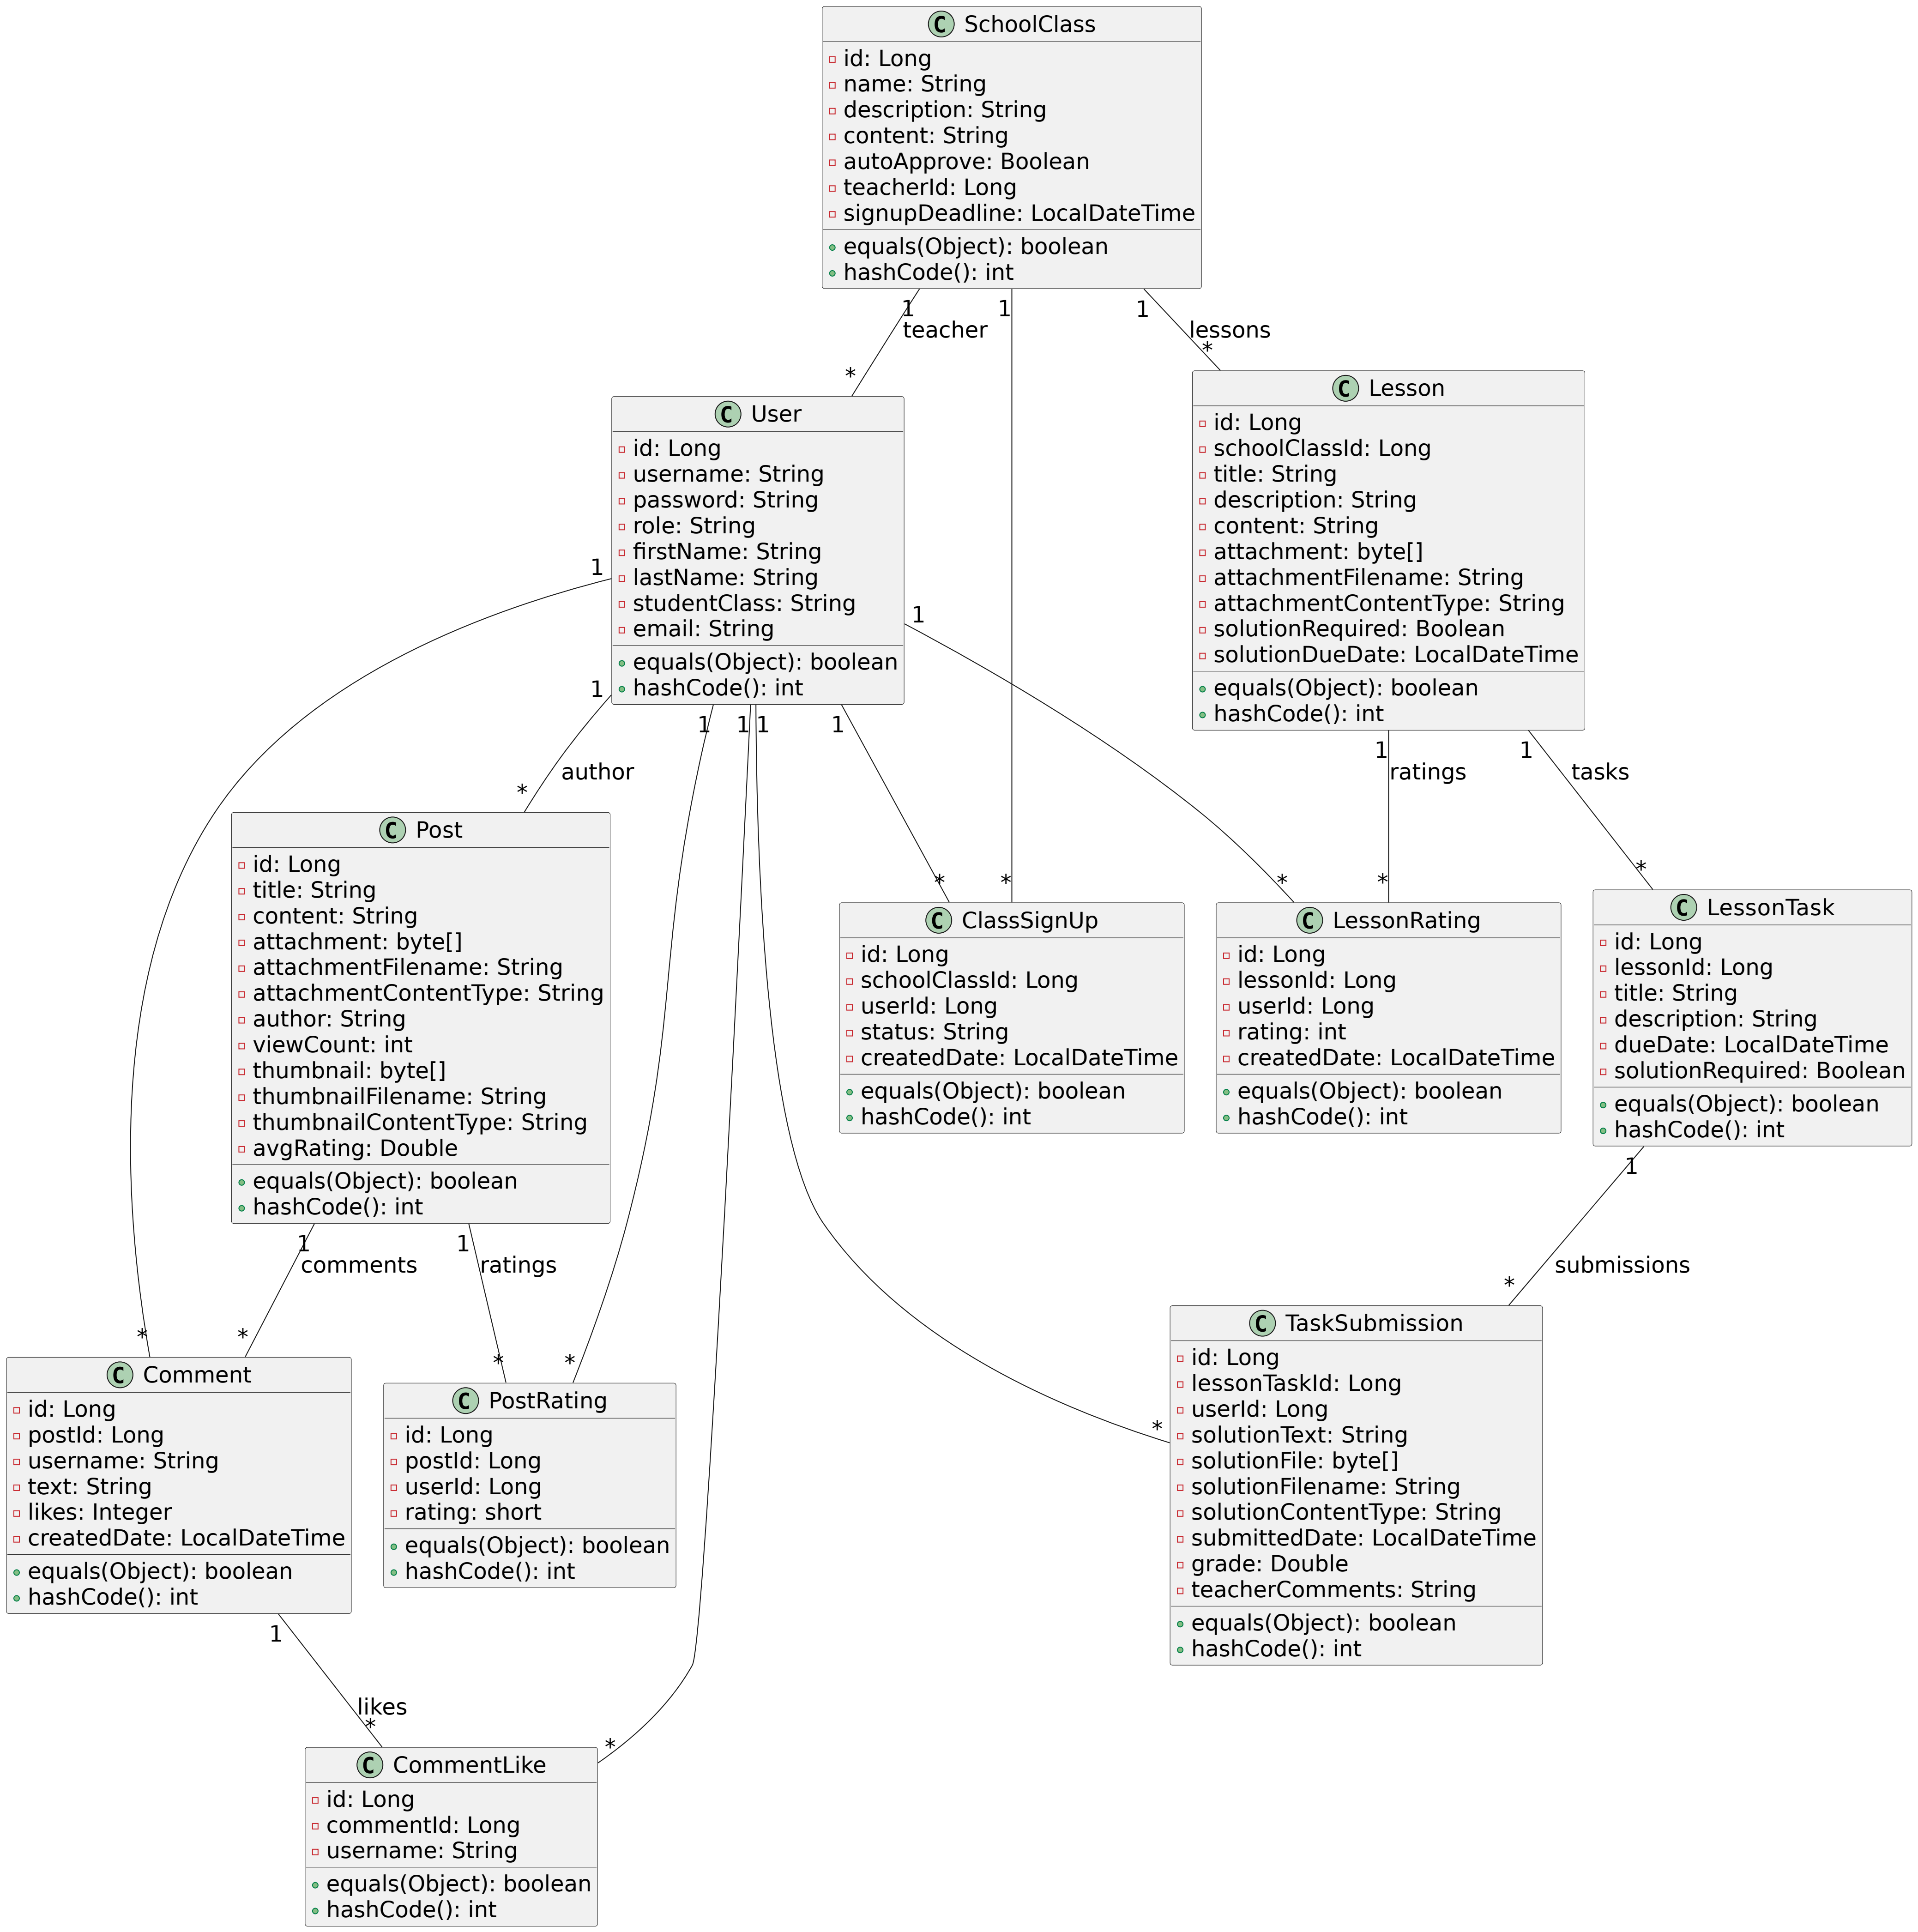 C SchoolClass
id: Long
name: String
description: String
content: String
autoApprove: Boolean
teacherId: Long
signupDeadline: LocalDateTime
equals(Object): boolean
hashCode(): int
1
1
1
teacher
lessons
*
*
C User
id: Long
username: String
password: String
role: String
firstName: String
lastName: String
studentClass: String
email: String
equals(Object): boolean
hashCode(): int
C Lesson
id: Long
schoolClassId: Long
title: String
description: String
content: String
attachment: byte[]
attachmentFilename: String
attachmentContentType: String
solutionRequired: Boolean
solutionDueDate: LocalDateTime
equals(Object): boolean
hashCode(): int
1
1
1
1
1
1
1
1
1
author
ratings
tasks
*
*
*
*
*
*
C Post
id: Long
title: String
content: String
attachment: byte[]
attachmentFilename: String
attachmentContentType: String
author: String
viewCount: int
thumbnail: byte[]
thumbnailFilename: String
thumbnailContentType: String
avgRating: Double
equals(Object): boolean
hashCode(): int
C ClassSignUp
id: Long
schoolClassId: Long
userId: Long
status: String
createdDate: LocalDateTime
equals(Object): boolean
hashCode(): int
C LessonRating
id: Long
lessonId: Long
userId: Long
rating: int
createdDate: LocalDateTime
equals(Object): boolean
hashCode(): int
C LessonTask
id: Long
lessonId: Long
title: String
description: String
dueDate: LocalDateTime
solutionRequired: Boolean
equals(Object): boolean
hashCode(): int
1
1
1
comments
ratings
submissions
*
*
*
*
*
*
C Comment
id: Long
postId: Long
username: String
text: String
likes: Integer
createdDate: LocalDateTime
equals(Object): boolean
hashCode(): int
C PostRating
id: Long
postId: Long
userId: Long
rating: short
equals(Object): boolean
hashCode(): int
C TaskSubmission
id: Long
lessonTaskId: Long
userId: Long
solutionText: String
solutionFile: byte[]
solutionFilename: String
solutionContentType: String
submittedDate: LocalDateTime
grade: Double
teacherComments: String
equals(Object): boolean
hashCode(): int
1
likes
*
*
C CommentLike
id: Long
commentId: Long
username: String
equals(Object): boolean
hashCode(): int